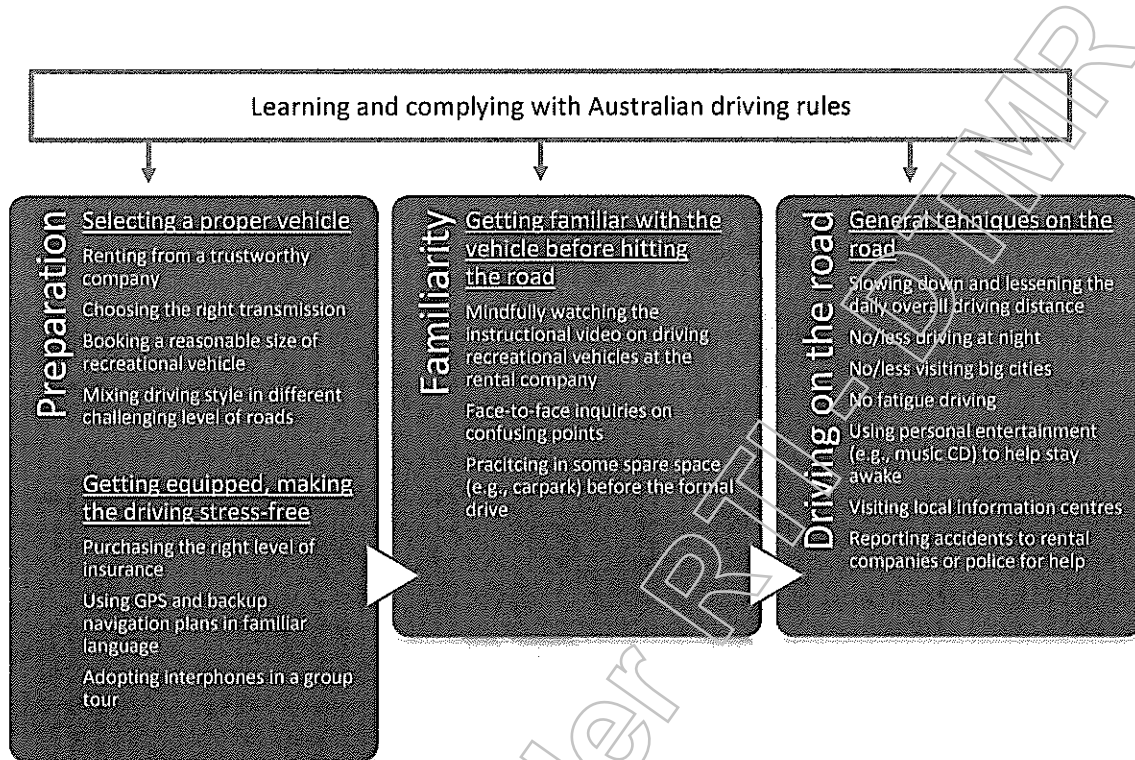 Learning and complying with Australian driving rules
Preparation
Selecting a proper vehicle
Renting from a trustworthy
company
Choosing the right transmission
Booking a reasonable size of
recreational vehicle
Mixing driving style in different
challenging level of roads
Getting equipped, making
the driving stress-free
Purchasing the right level of
insurance
Using GPS and backup
navigation plans in familiar
language
Adopting interphones in a group
tour
Familiarity
Getting familiar with the
vehicle before hitting
the road
Mindfully watching the
instructional video on driving
recreational vehicles at the
rental company
Face-to-face inquiries on
confusing points
Pracitcing in some spare space
(e.g., carpark) before the formal
drive
Driving on the road
General tehniques on the
road
Slowing down and lessening the
daily overall driving distance
No/less driving at night
No/less visiting big cities
No fatigue driving
Using personal entertainment
(e.g., music CD) to help stay
awake
Visiting local information centres
Reporting accidents to rental
companies or police for help
RTI - DTMR